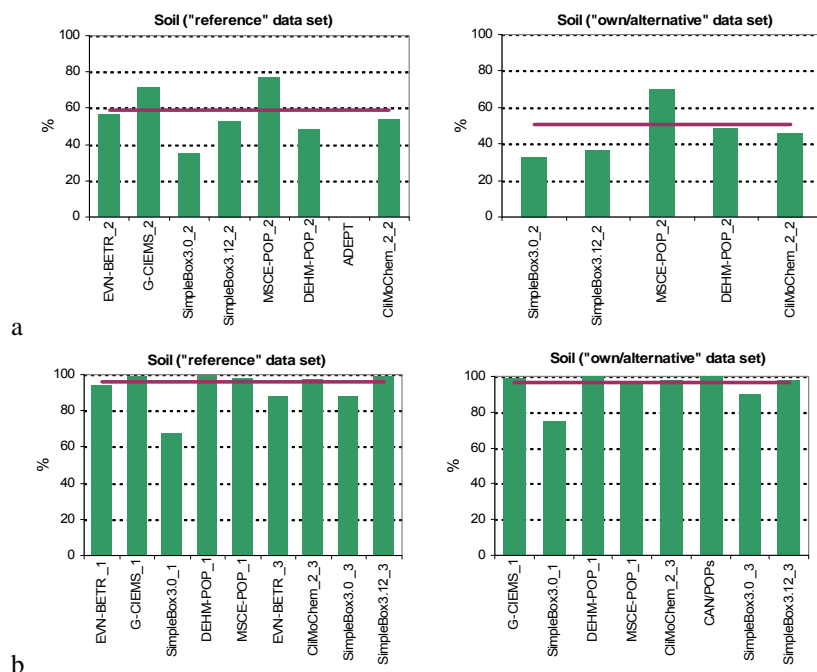 Soil ("reference" data set)
100
80
60
40
20
0
%
EVN-BETR_2
G-CIEMS_2
SimpleBox3.0_2
SimpleBox3.12_2
MSCE-POP_2
DEHM-POP_2
ADEPT
CliMoChem_2_2
Soil ("own/alternative" data set)
100
80
60
40
20
0
%
SimpleBox3.0_2
SimpleBox3.12_2
MSCE-POP_2
DEHM-POP_2
CliMoChem_2_2
a
Soil ("reference" data set)
100
80
60
40
20
0
%
EVN-BETR_1
G-CIEMS_1
SimpleBox3.0_1
DEHM-POP_1
MSCE-POP_1
EVN-BETR_3
CliMoChem_2_3
SimpleBox3.0_3
SimpleBox3.12_3
Soil ("own/alternative" data set)
100
80
60
40
20
0
%
G-CIEMS_1
SimpleBox3.0_1
DEHM-POP_1
MSCE-POP_1
CliMoChem_2_3
CAN/POPs
SimpleBox3.0_3
SimpleBox3.12_3
b